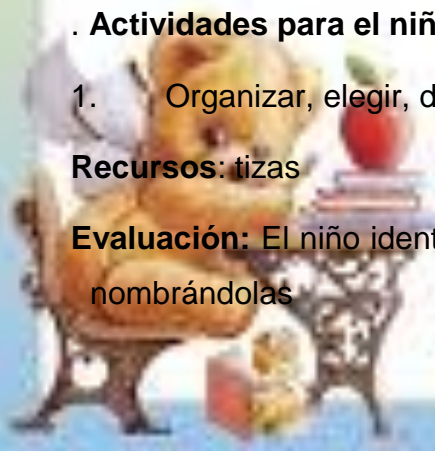 . Actividades para el niñ
1. Organizar, elegir, d
Recursos: tizas
Evaluación: El niño ident
nombrándolas